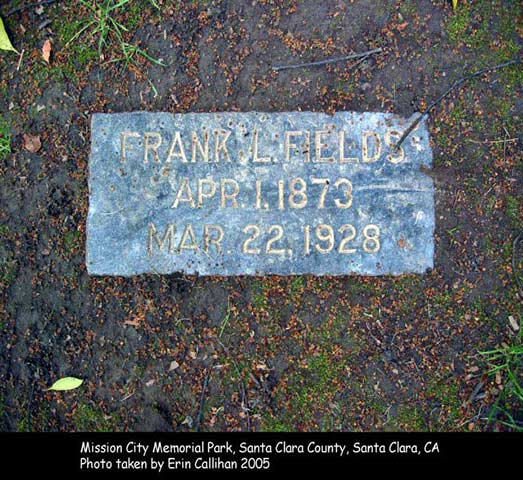 FRANK L. FIELDS
APR. 1, 1873
MAR. 22, 1928
Mission City Memorial Park, Santa Clara County, Santa Clara, CA
Photo taken by Erin Callihan 2005